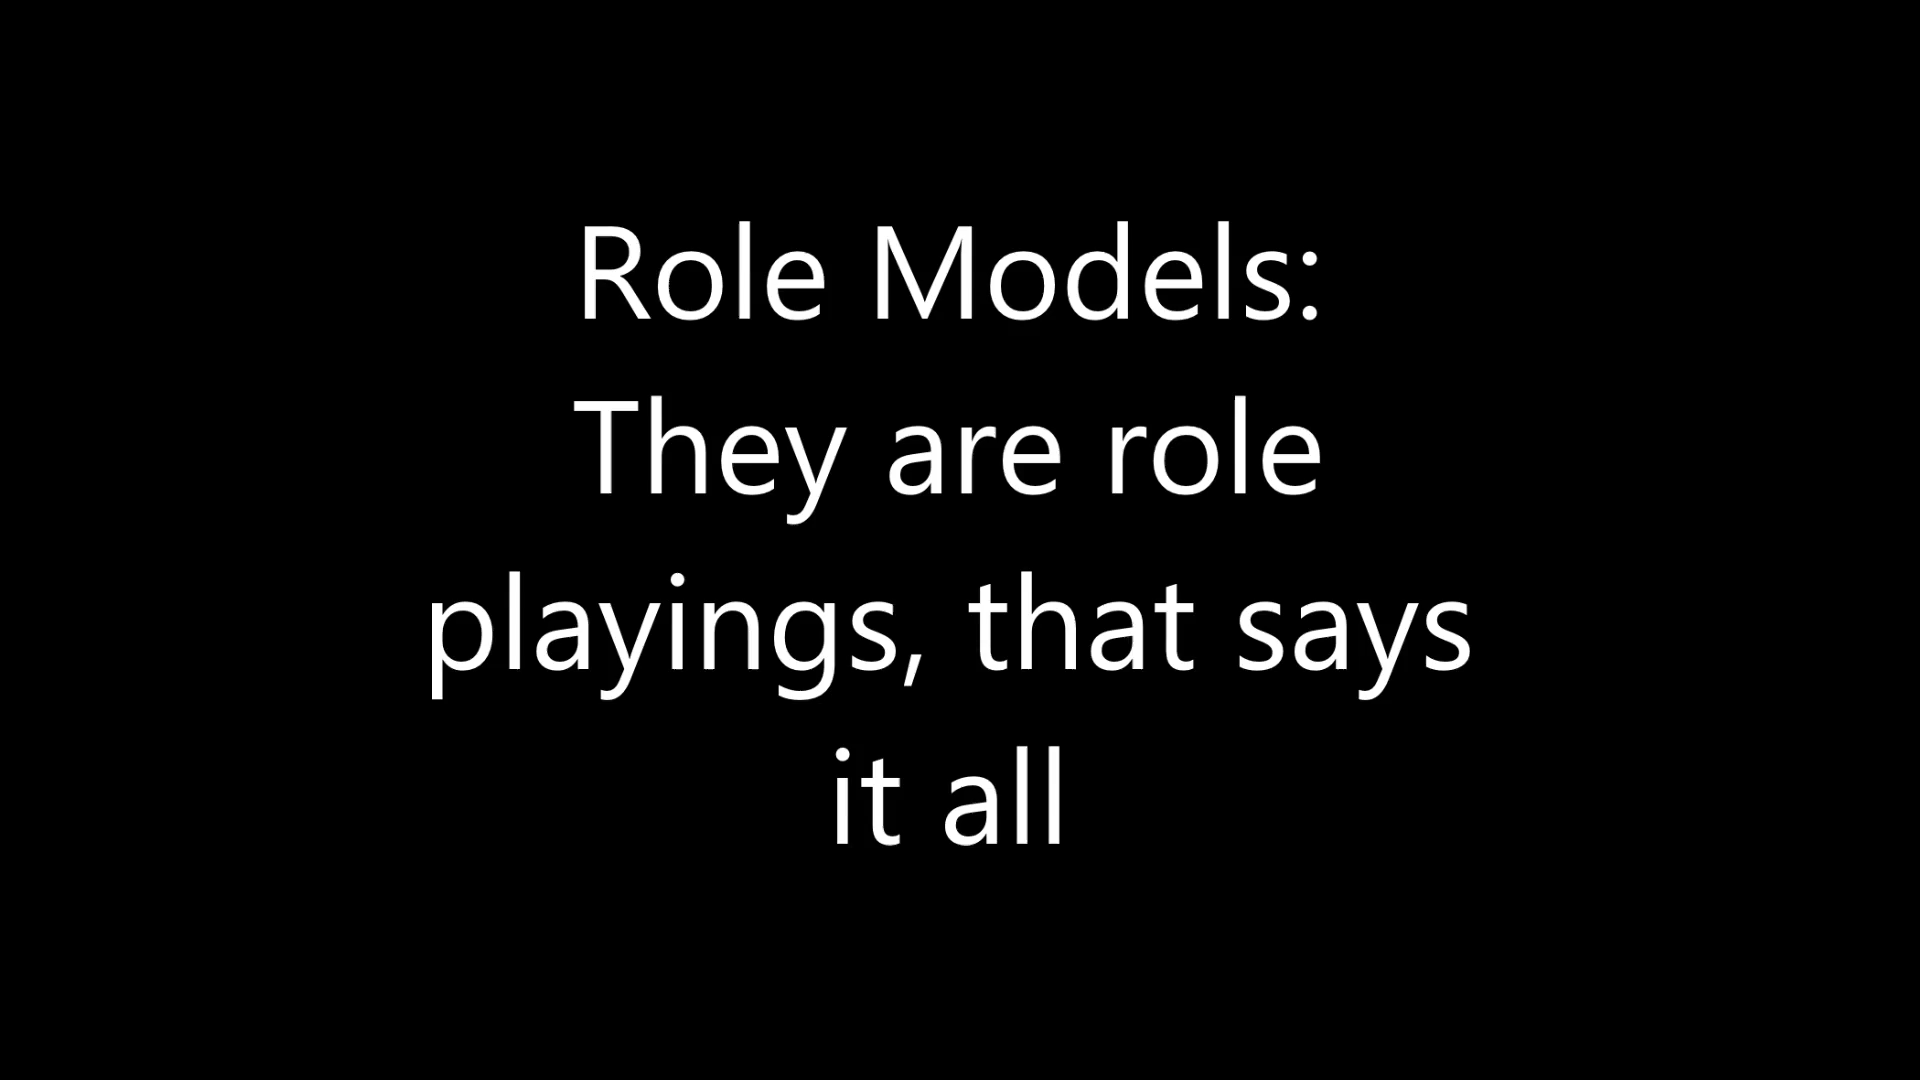 Role Models:
They are role
playings, that says
it all